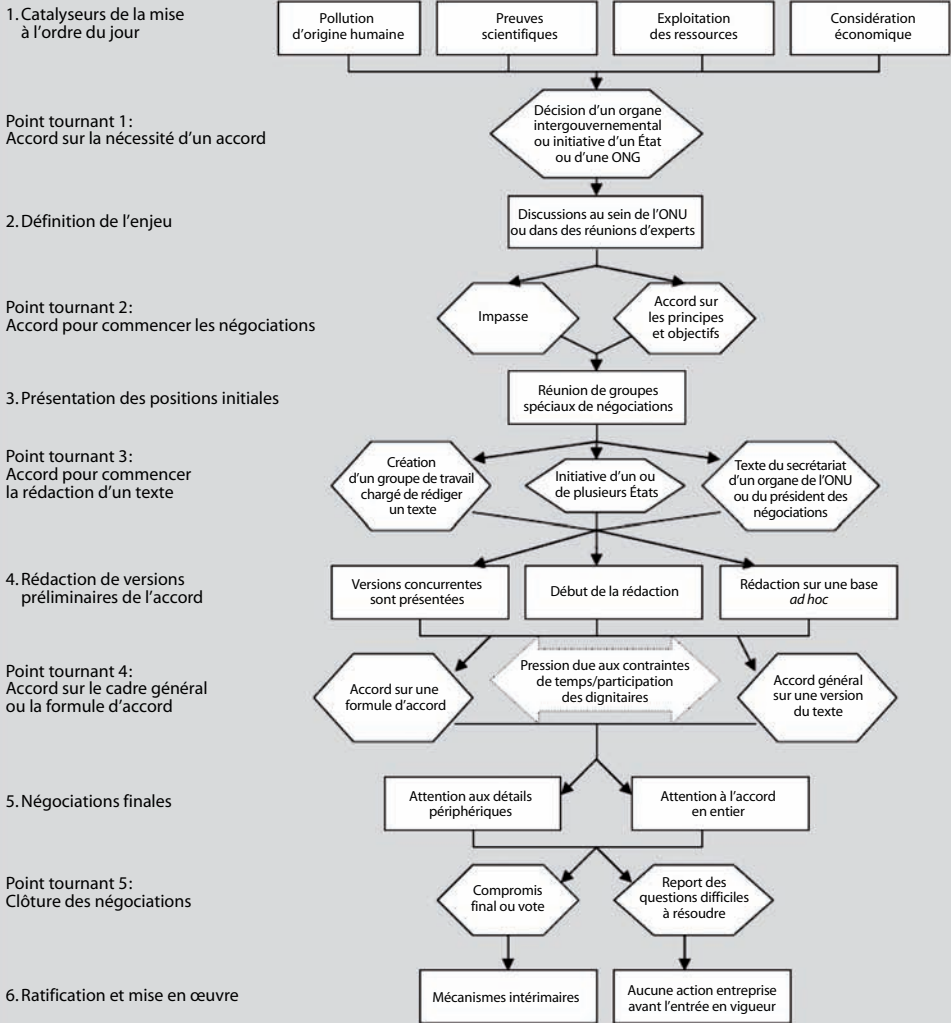 1. Catalyseurs de la mise
à l'ordre du jour
Pollution
d'origine humaine
Preuves
scientifiques
Exploitation
des ressources
Considération
économique
Point tournant 1:
Accord sur la nécessité d'un accord
Décision d'un organe
intergouvernemental
ou initiative d'un État
ou d'une ONG
2. Définition de l'enjeu
Discussions au sein de l'ONU
ou dans des réunions d'experts
Point tournant 2:
Accord pour commencer les négociations
Impasse
Accord sur
les principes
et objectifs
3. Présentation des positions initiales
Réunion de groupes
spéciaux de négociations
Point tournant 3:
Accord pour commencer
la rédaction d'un texte
Création
d'un groupe de travail
chargé de rédiger
un texte
Initiative d'un ou
de plusieurs États
Texte du secrétariat
d'un organe de l'ONU
ou du président des
négociations
4. Rédaction de versions
préliminaires de l'accord
Versions concurrentes
sont présentées
Début de la rédaction
Rédaction sur une base
ad hoc
Point tournant 4:
Accord sur le cadre général
ou la formule d'accord
Accord sur une
formule d'accord
Pression due aux contraintes
de temps/participation
des dignitaires
Accord général
sur une version
du texte
5. Négociations finales
Attention aux détails
périphériques
Attention à l'accord
en entier
Point tournant 5:
Clôture des négociations
Compromis
final ou vote
Report des
questions difficiles
à résoudre
6. Ratification et mise en œuvre
Mécanismes intérimaires
Aucune action entreprise
avant l'entrée en vigueur